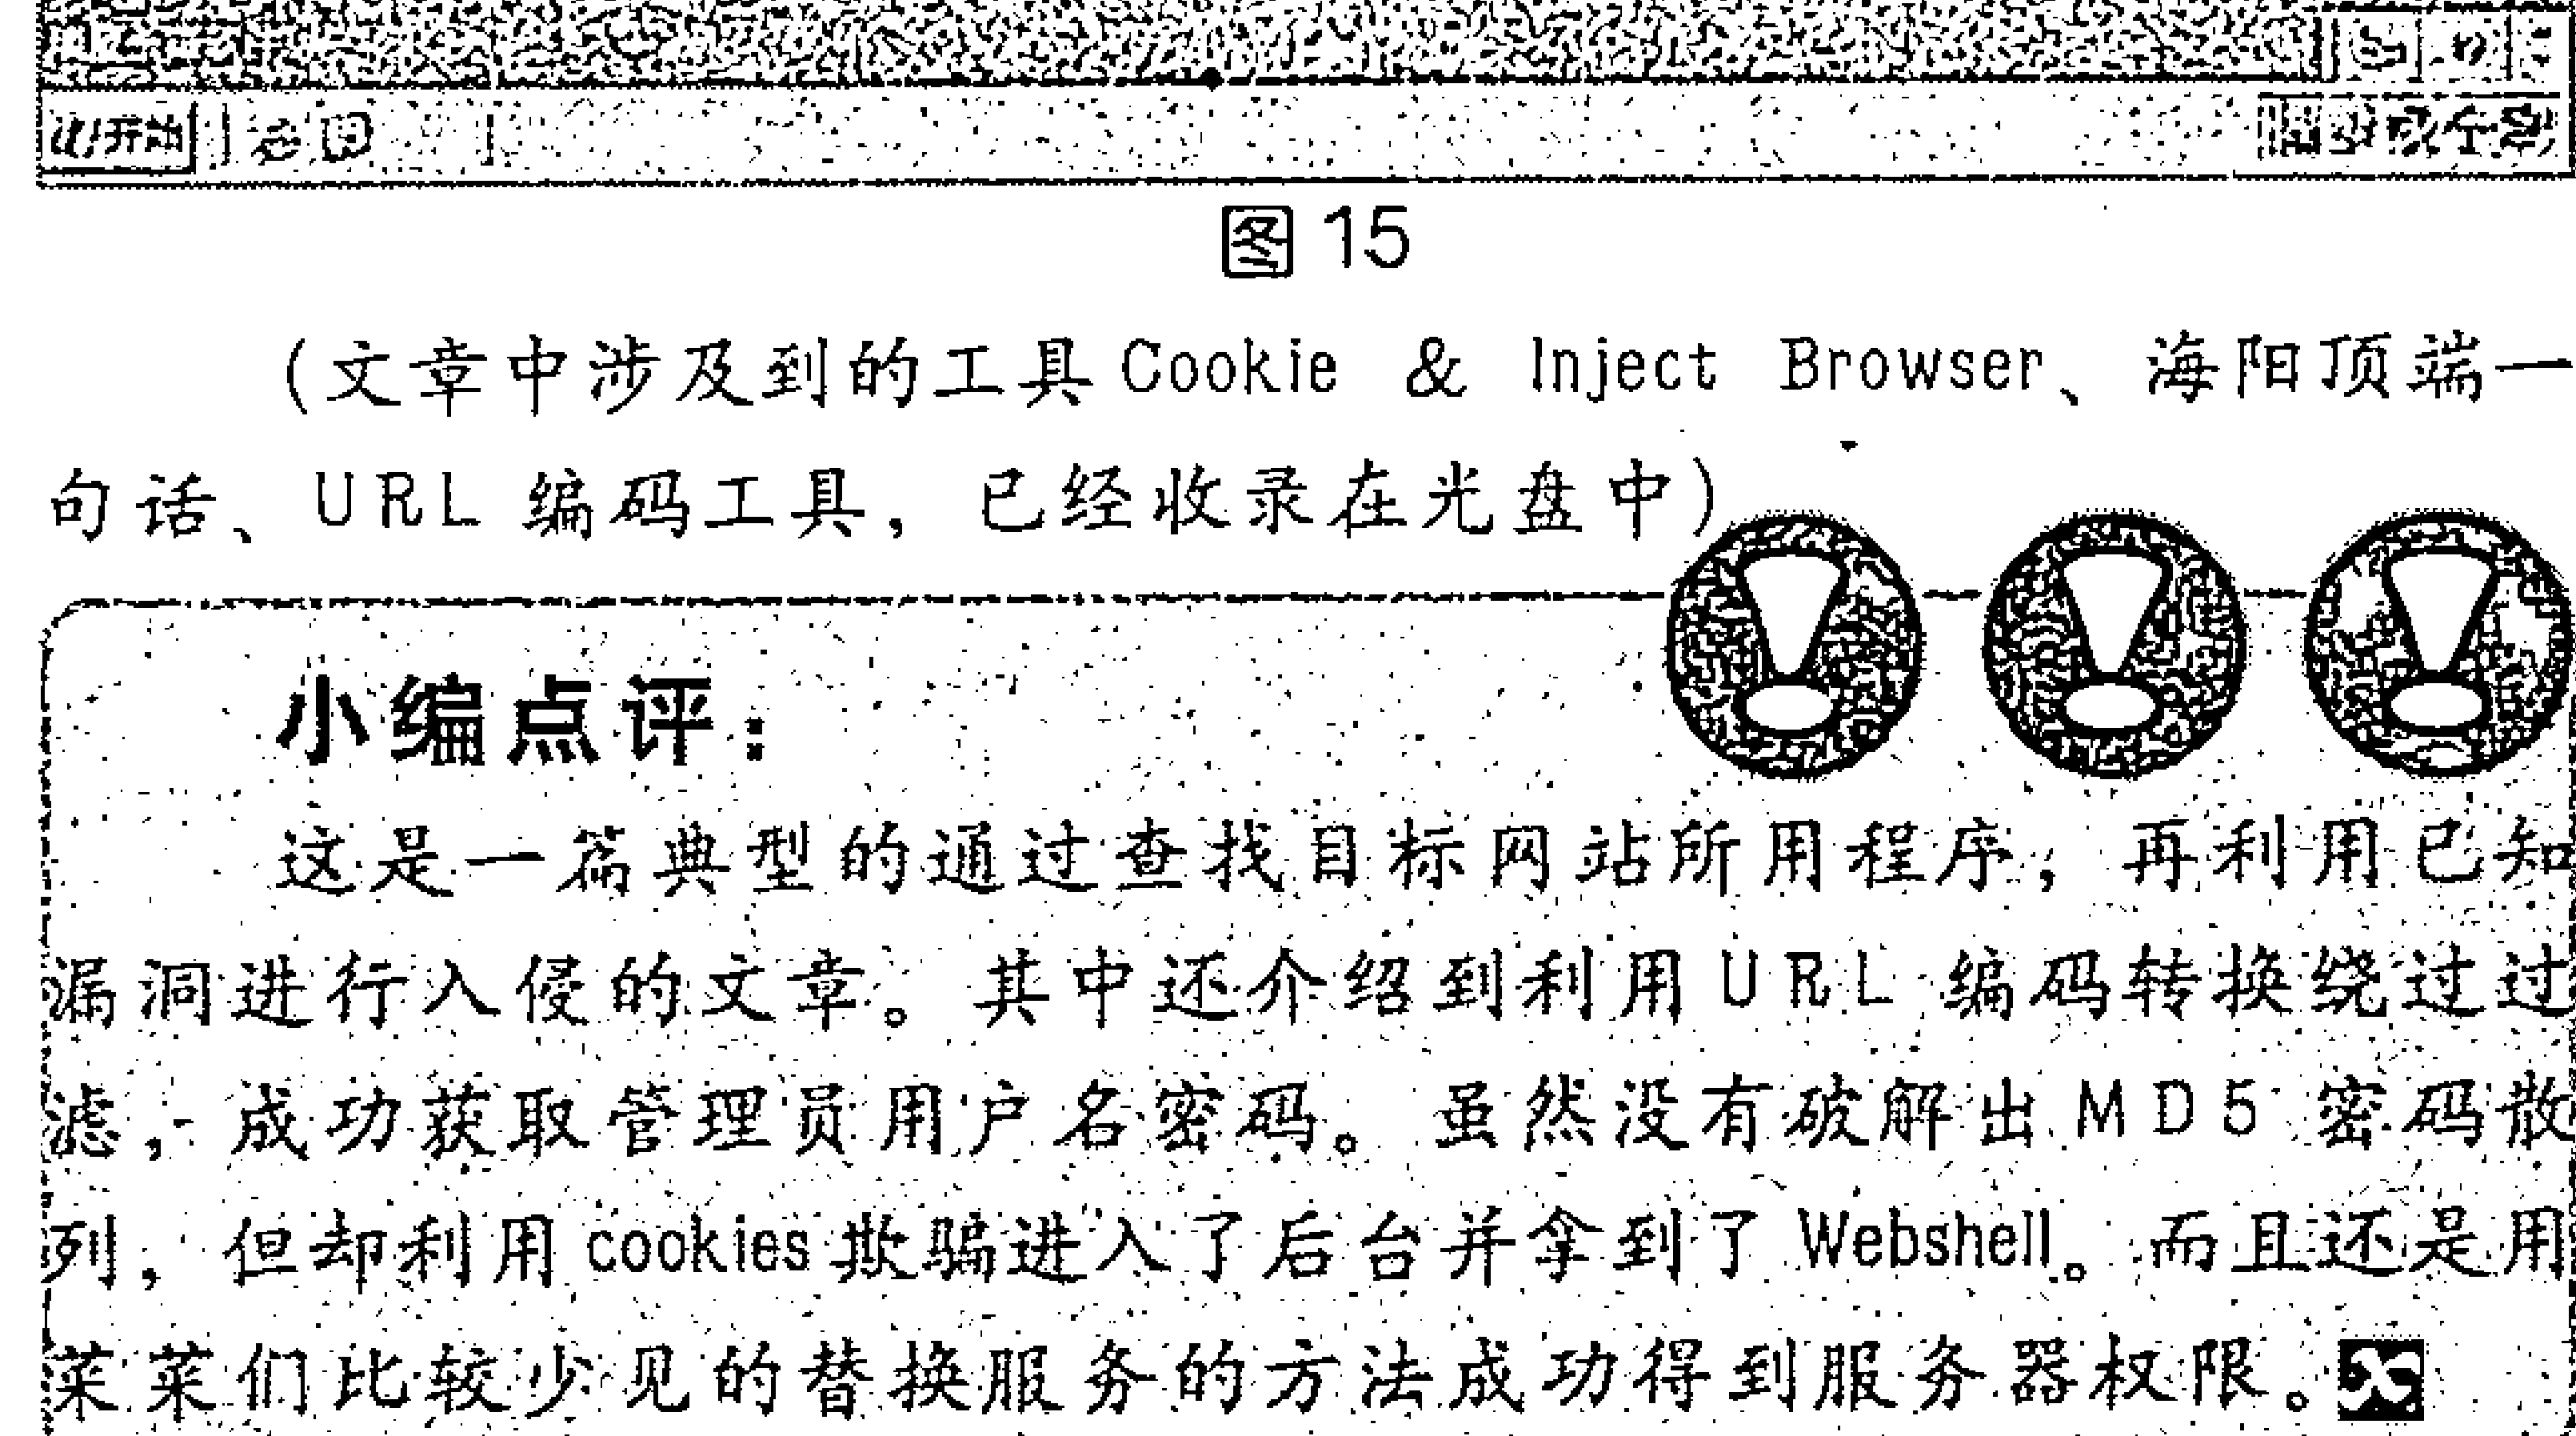 开始
图 15
(文章中涉及到的工具 Cookie & Inject Browser、海阳顶端一
句话、URL 编码工具，已经收录在光盘中)
小编点评：
这是一篇典型的通过查找目标网站所用程序，再利用已知
漏洞进行入侵的文章。其中还介绍到利用 URL 编码转换绕过过
滤，成功获取管理员用户名密码。虽然没有破解出 MD5 密码散
列，但却利用 cookies 欺骗进入了后台并拿到了 Webshell。而且还是用
菜菜们比较少见的替换服务的方法成功得到服务器权限。